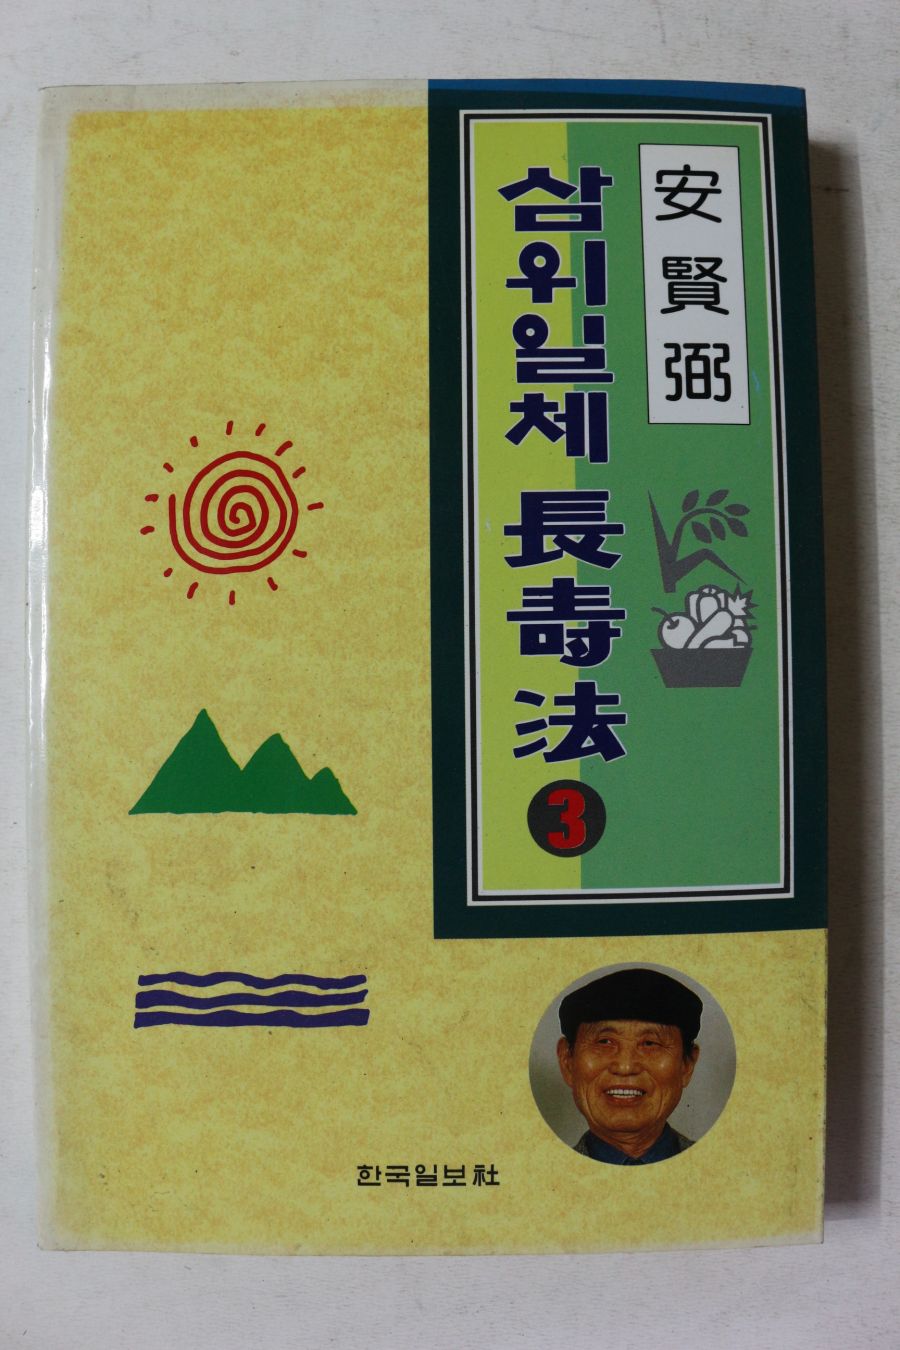 安賢弼
삼위일체 長壽法
3
한국일보社